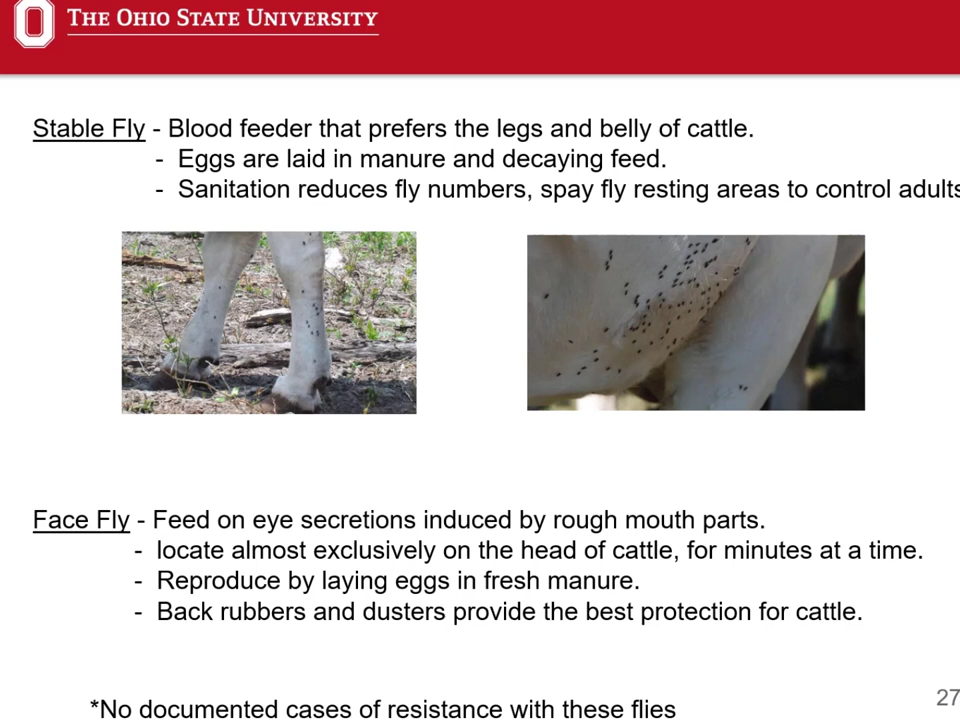 THE OHIO STATE UNIVERSITY
Stable Fly - Blood feeder that prefers the legs and belly of cattle.
- Eggs are laid in manure and decaying feed.
- Sanitation reduces fly numbers, spay fly resting areas to control adults
Face Fly - Feed on eye secretions induced by rough mouth parts.
- locate almost exclusively on the head of cattle, for minutes at a time.
- Reproduce by laying eggs in fresh manure.
- Back rubbers and dusters provide the best protection for cattle.
27
*No documented cases of resistance with these flies